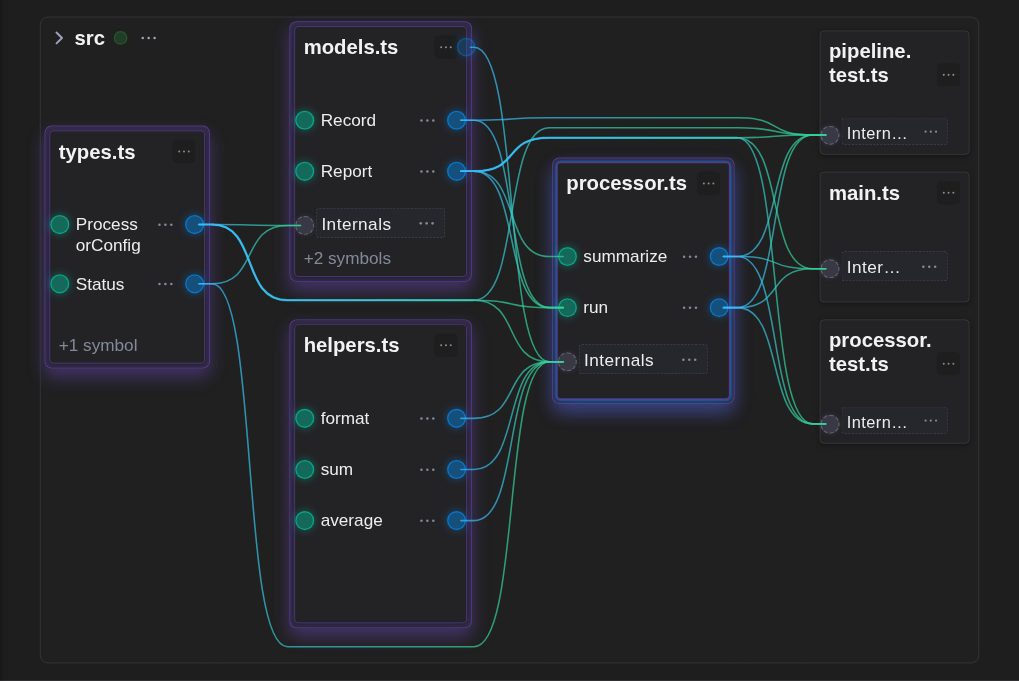 src
types.ts
Process
orConfig
Status
+1 symbol
models.ts
Record
Report
Internals
+2 symbols
helpers.ts
format
sum
average
processor.ts
summarize
run
Internals
pipeline.
test.ts
Intern...
main.ts
Inter...
processor.
test.ts
Intern...